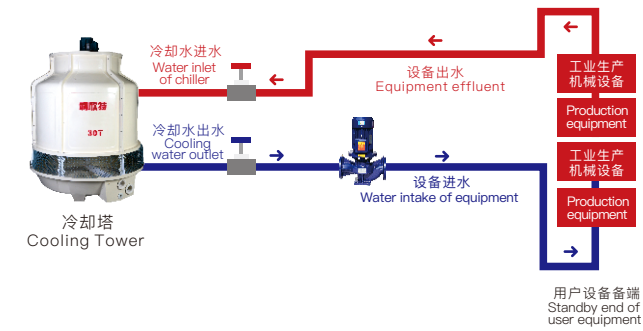 冷却水进水
Water inlet
of chiller
设备出水
Equipment effluent
工业生产
机械设备
Production
equipment
冷却水出水
Cooling
water outlet
30T
工业生产
机械设备
设备进水
Water intake of equipment
Production
equipment
冷却塔
Cooling Tower
用户设备备端
Standby end of
user equipment